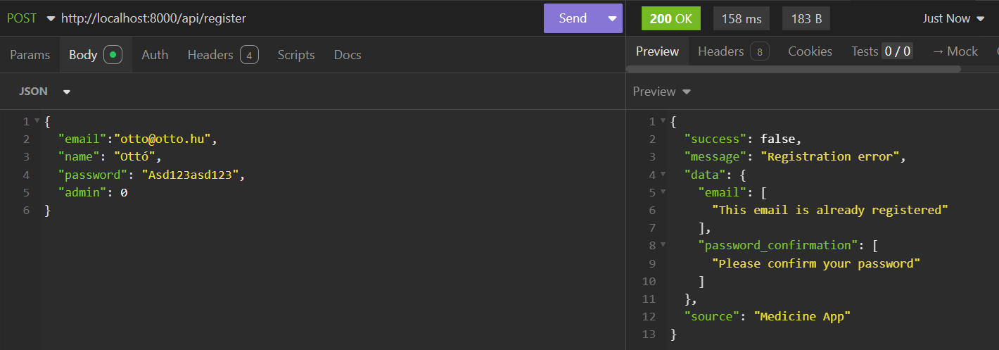 POST http://localhost:8000/api/register Send
Params Body Auth Headers 4 Scripts Docs
JSON
1 {
2 "email":"otto@otto.hu",
3 "name": "Ottó",
4 "password": "Asd123asd123",
5 "admin": 0
6 }
200 OK 158 ms 183 B Just Now
Preview Headers 8 Cookies Tests 0 / 0 → Mock
Preview
1 {
2 "success": false,
3 "message": "Registration error",
4 "data": {
5 "email": [
6 "This email is already registered"
7 ],
8 "password_confirmation": [
9 "Please confirm your password"
10 ]
11 },
12 "source": "Medicine App"
13 }